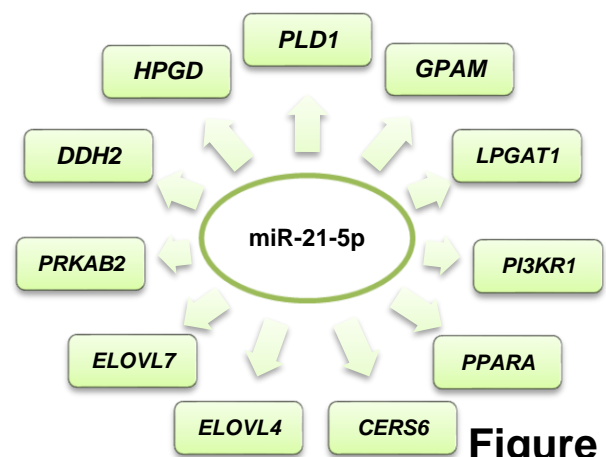 PLD1
HPGD
GPAM
DDH2
LPGAT1
miR-21-5p
PRKAB2
PI3KR1
ELOVL7
PPARA
ELOVL4
CERS6
Figure